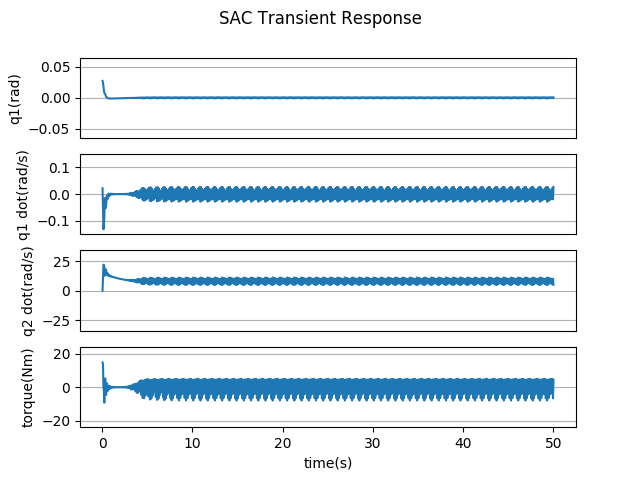 SAC Transient Response
q1(rad)
0.05
0.00
−0.05
q1 dot(rad/s)
0.1
0.0
−0.1
q2 dot(rad/s)
25
0
−25
torque(Nm)
20
0
−20
0 10 20 30 40 50
time(s)